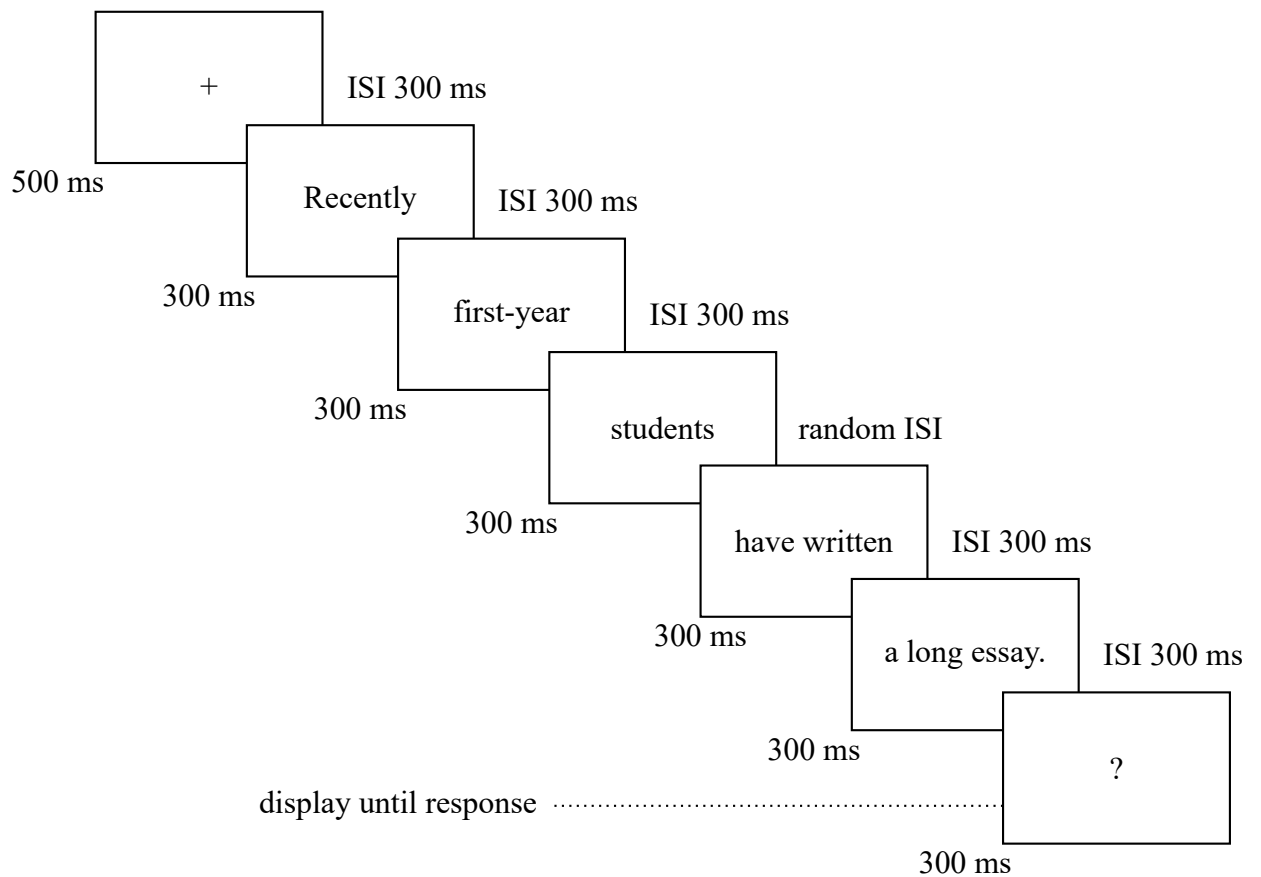 +
ISI 300 ms
500 ms
Recently
ISI 300 ms
300 ms
first-year
ISI 300 ms
300 ms
students
random ISI
300 ms
have written
ISI 300 ms
300 ms
a long essay.
ISI 300 ms
300 ms
?
display until response
300 ms